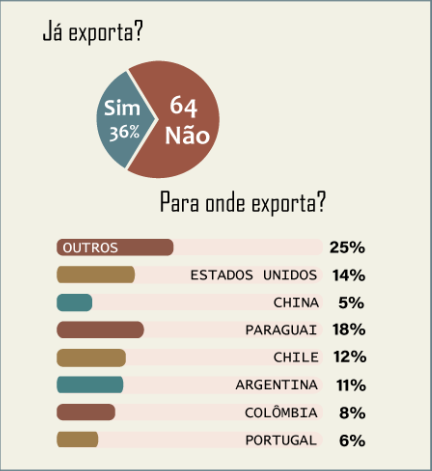 Já exporta?
Sim
36%
64
Não
Para onde exporta?
OUTROS 25%
ESTADOS UNIDOS 14%
CHINA 5%
PARAGUAI 18%
CHILE 12%
ARGENTINA 11%
COLÔMBIA 8%
PORTUGAL 6%